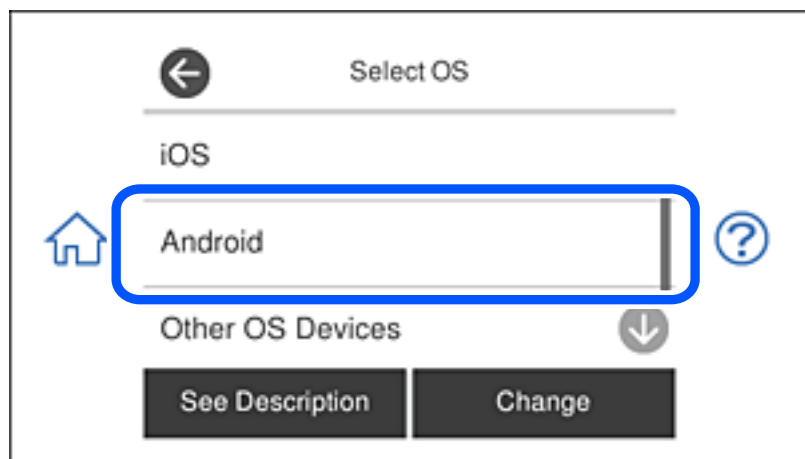 Select OS
iOS
Android
?
Other OS Devices
See Description
Change